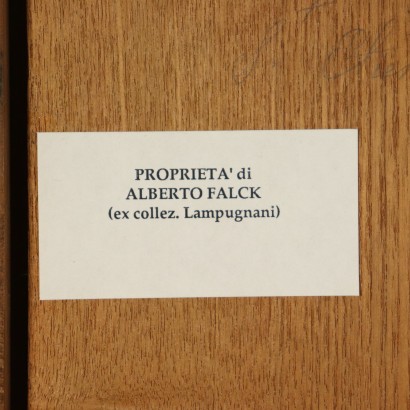 PROPRIETA' di
ALBERTO FALCK
(ex collez. Lampugnani)